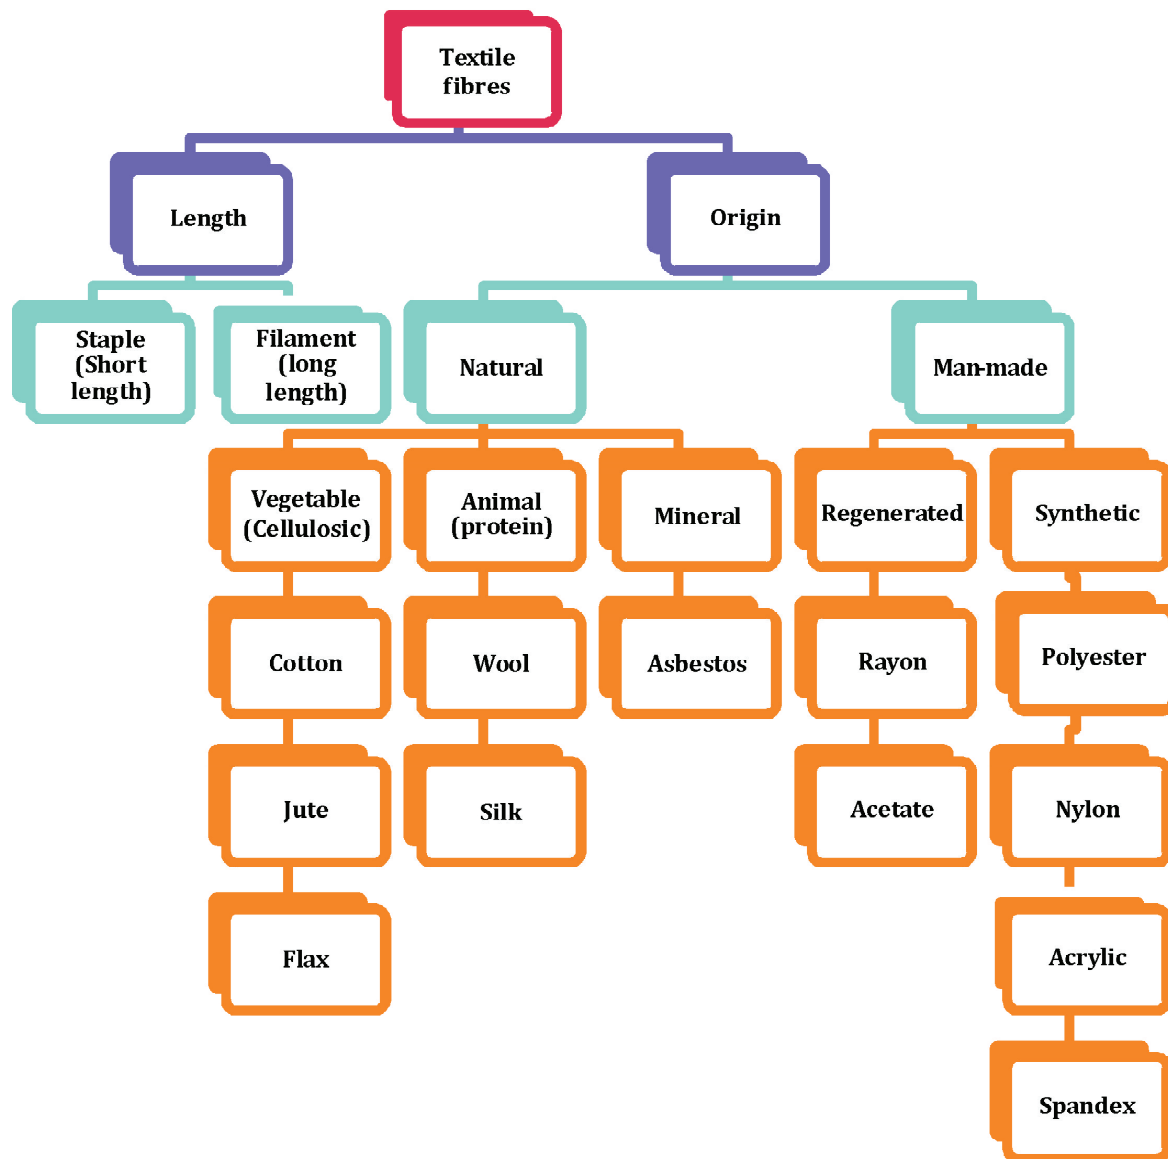 Textile
fibres
Length
Origin
Staple
(Short
length)
Filament
(long
length)
Natural
Man-made
Vegetable
(Cellulosic)
Animal
(protein)
Mineral
Regenerated
Synthetic
Cotton
Wool
Asbestos
Rayon
Polyester
Jute
Silk
Acetate
Nylon
Flax
Acrylic
Spandex